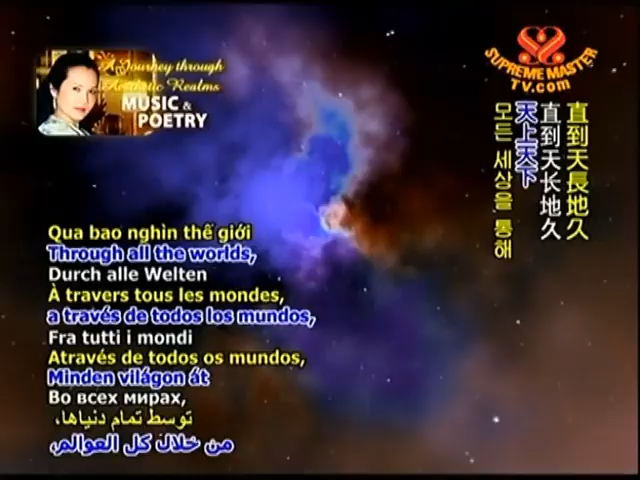 A Journey through
Aesthetic Realms
MUSIC &
POETRY
SUPREME MASTER
TV.com
直到天長地久
直到天长地久
天上天下
모든 세상을 통해
Qua bao nghìn thế giới
Through all the worlds,
Durch alle Welten
À travers tous les mondes,
a través de todos los mundos,
Fra tutti i mondi
Através de todos os mundos,
Minden világon át
Во всех мирах,
توسط تمام دنیاها،
من خلال كل العوالم،